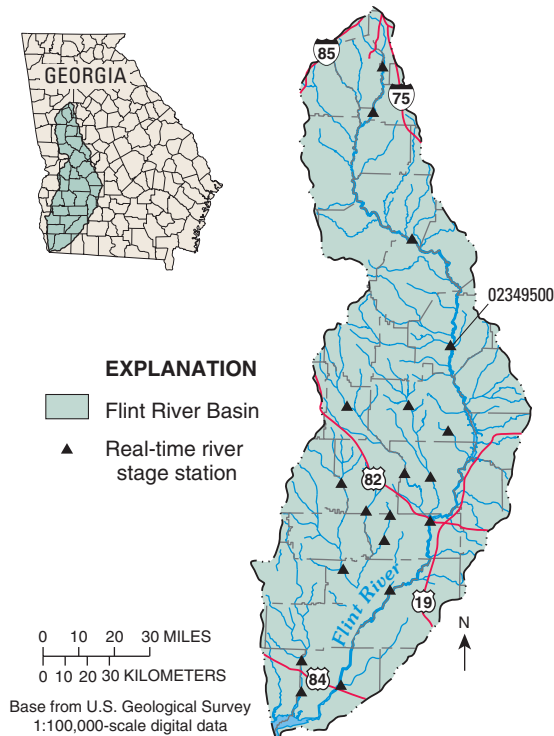 GEORGIA
85
75
02349500
EXPLANATION
Flint River Basin
Real-time river
stage station
82
Flint River
19
N
0 10 20 30 MILES
0 10 20 30 KILOMETERS
84
Base from U.S. Geological Survey
1:100,000-scale digital data